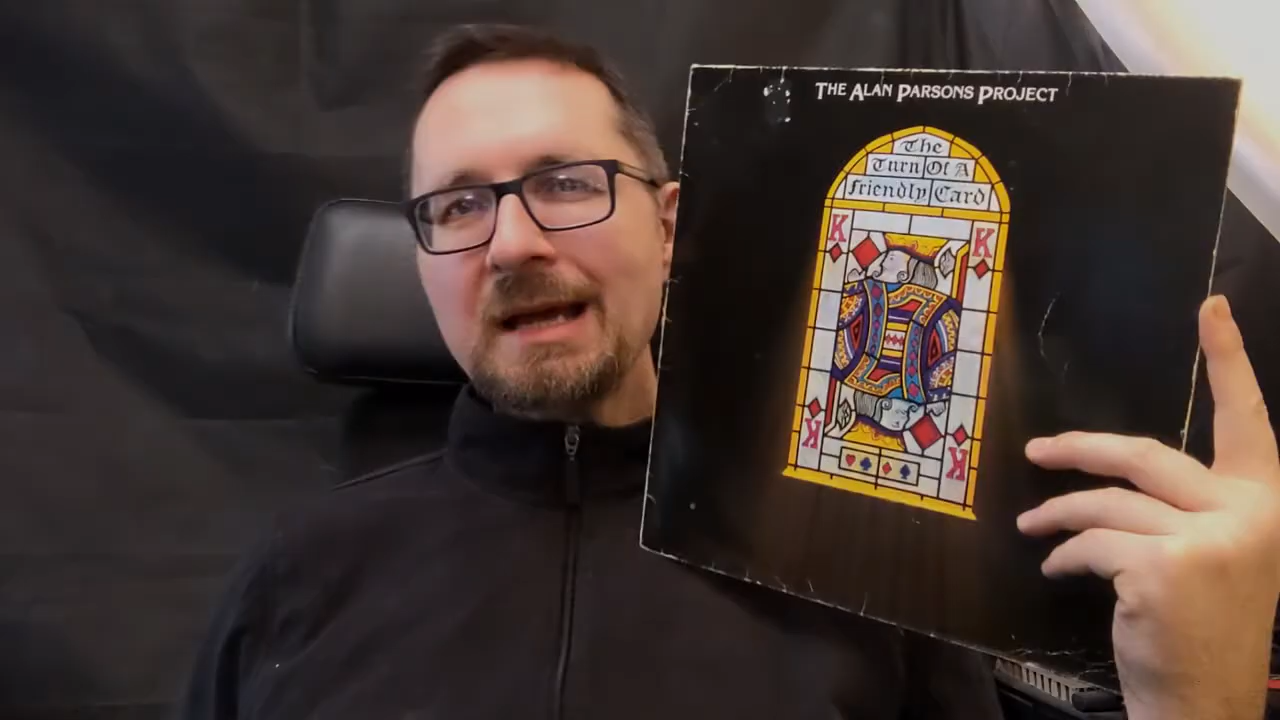 THE ALAN PARSONS PROJECT
The
Turn Of A
Friendly Card
K K
K K